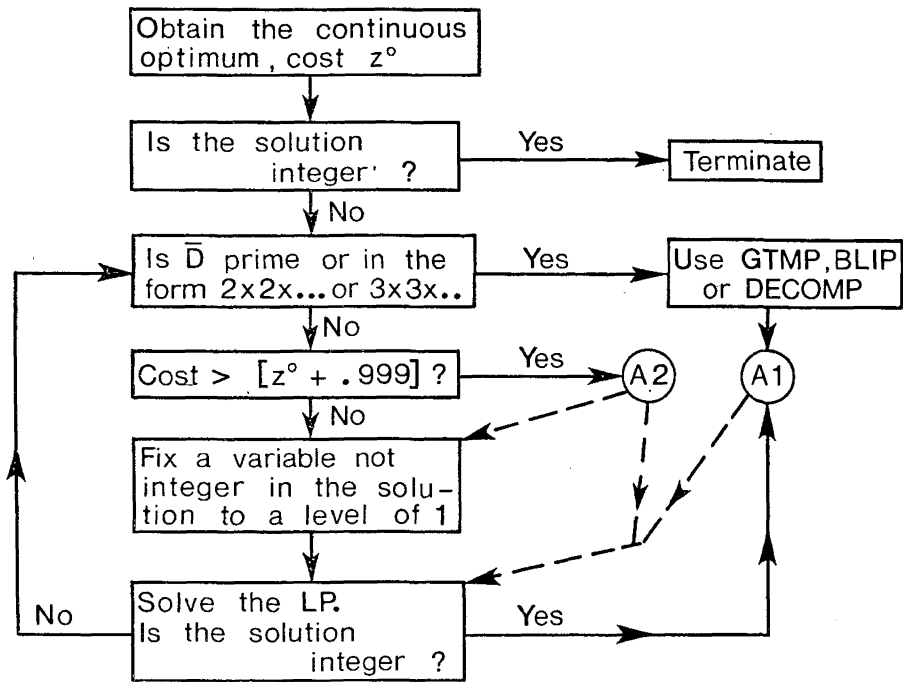 Obtain the continuous
optimum, cost z°
Is the solution
integer ?
Yes
Terminate
No
Is D̅ prime or in the
form 2x2x... or 3x3x..
Yes
Use GTMP, BLIP
or DECOMP
No
Cost > [z° + .999] ?
Yes
A2
A1
No
Fix a variable not
integer in the solu-
tion to a level of 1
Solve the LP.
Is the solution
integer ?
No
Yes